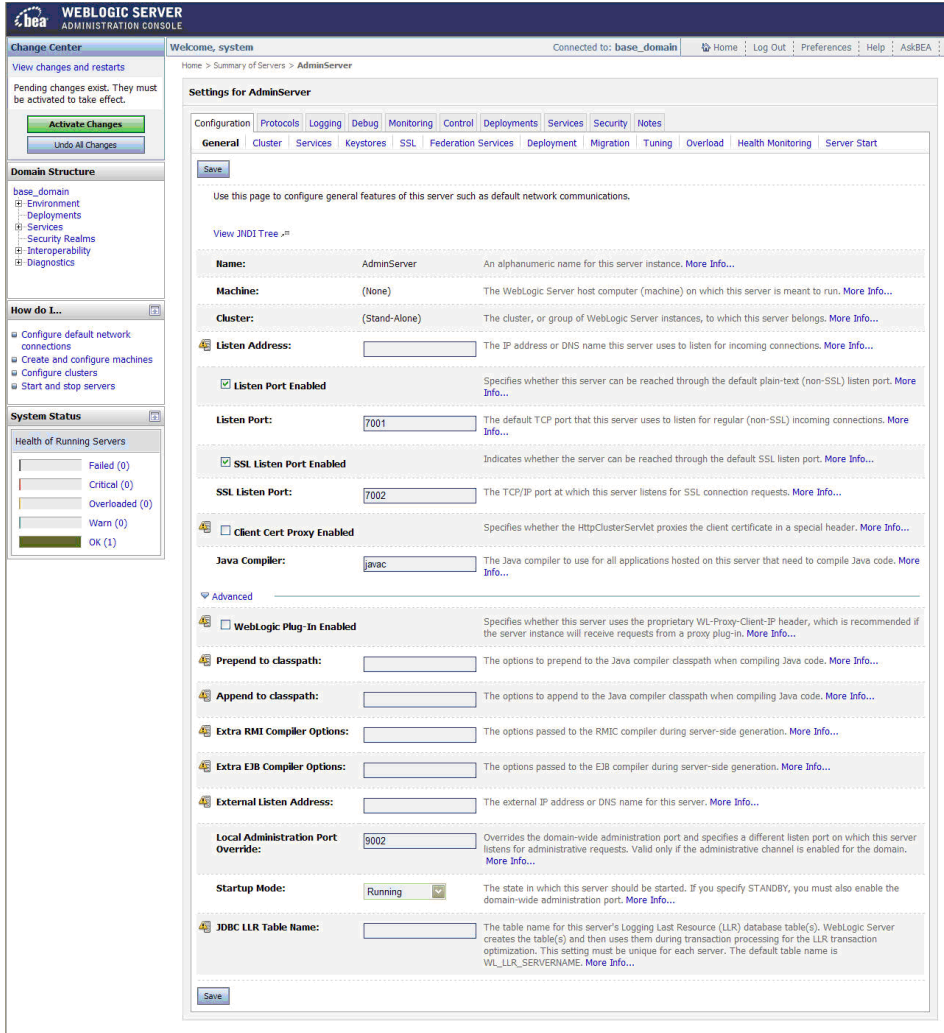 bea WEBLOGIC SERVER
ADMINISTRATION CONSOLE
Change Center
View changes and restarts
Pending changes exist. They must
be activated to take effect.
Activate Changes
Undo All Changes
Domain Structure
base_domain
Environment
Deployments
Services
Security Realms
Interoperability
Diagnostics
How do I...
Configure default network
connections
Create and configure machines
Configure clusters
Start and stop servers
System Status
Health of Running Servers
Failed (0)
Critical (0)
Overloaded (0)
Warn (0)
OK (1)
Welcome, system Connected to: base_domain Home Log Out Preferences Help AskBEA
Home > Summary of Servers > AdminServer
Settings for AdminServer
Configuration Protocols Logging Debug Monitoring Control Deployments Services Security Notes
General Cluster Services Keystores SSL Federation Services Deployment Migration Tuning Overload Health Monitoring Server Start
Save
Use this page to configure general features of this server such as default network communications.
View JNDI Tree
Name: AdminServer An alphanumeric name for this server instance. More Info...
Machine: (None) The WebLogic Server host computer (machine) on which this server is meant to run. More Info...
Cluster: (Stand-Alone) The cluster, or group of WebLogic Server instances, to which this server belongs. More Info...
Listen Address: The IP address or DNS name this server uses to listen for incoming connections. More Info...
Listen Port Enabled Specifies whether this server can be reached through the default plain-text (non-SSL) listen port. More
Info...
Listen Port: 7001 The default TCP port that this server uses to listen for regular (non-SSL) incoming connections. More
Info...
SSL Listen Port Enabled Indicates whether the server can be reached through the default SSL listen port. More Info...
SSL Listen Port: 7002 The TCP/IP port at which this server listens for SSL connection requests. More Info...
Client Cert Proxy Enabled Specifies whether the HttpClusterServlet proxies the client certificate in a special header. More Info...
Java Compiler: javac The Java compiler to use for all applications hosted on this server that need to compile Java code. More
Info...
Advanced
WebLogic Plug-In Enabled Specifies whether this server uses the proprietary WL-Proxy-Client-IP header, which is recommended if
the server instance will receive requests from a proxy plug-in. More Info...
Prepend to classpath: The options to prepend to the Java compiler classpath when compiling Java code. More Info...
Append to classpath: The options to append to the Java compiler classpath when compiling Java code. More Info...
Extra RMI Compiler Options: The options passed to the RMIC compiler during server-side generation. More Info...
Extra EJB Compiler Options: The options passed to the EJB compiler during server-side generation. More Info...
External Listen Address: The external IP address or DNS name for this server. More Info...
Local Administration Port
Override: 9002 Overrides the domain-wide administration port and specifies a different listen port on which this server
listens for administrative requests. Valid only if the administrative channel is enabled for the domain.
More Info...
Startup Mode: Running The state in which this server should be started. If you specify STANDBY, you must also enable the
domain-wide administration port. More Info...
JDBC LLR Table Name: The table name for this server's Logging Last Resource (LLR) database table(s). WebLogic Server
creates the table(s) and then uses them during transaction processing for the LLR transaction
optimization. This setting must be unique for each server. The default table name is
WL_LLR_SERVERNAME. More Info...
Save